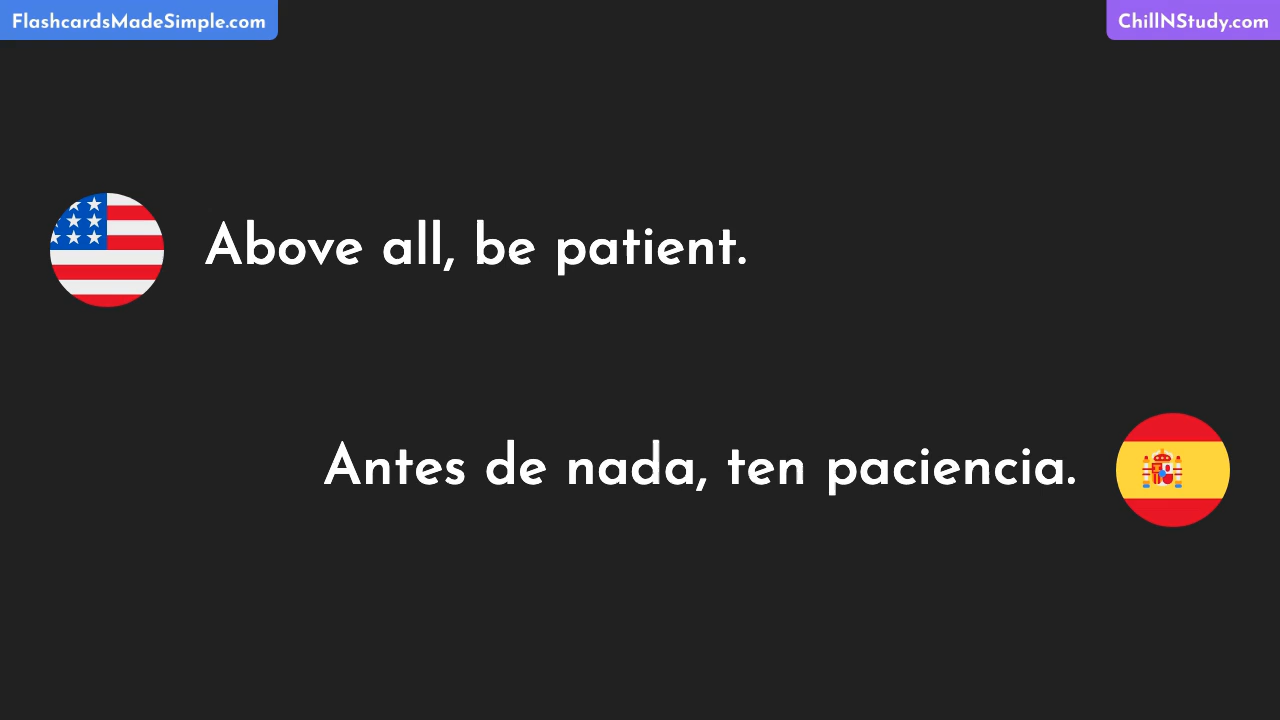 FlashcardsMadeSimple.com
ChillNStudy.com
Above all, be patient.
Antes de nada, ten paciencia.